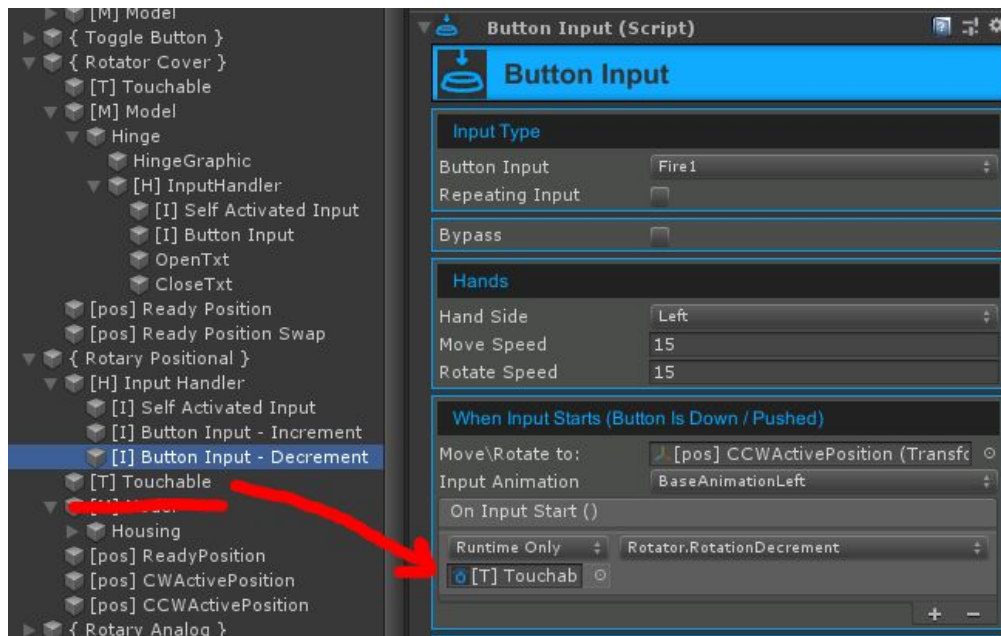 [M] Model
{ Toggle Button }
{ Rotator Cover }
[T] Touchable
[M] Model
Hinge
HingeGraphic
[H] InputHandler
[I] Self Activated Input
[I] Button Input
OpenTxt
CloseTxt
[pos] Ready Position
[pos] Ready Position Swap
{ Rotary Positional }
[H] Input Handler
[I] Self Activated Input
[I] Button Input - Increment
[I] Button Input - Decrement
[T] Touchable
[M] Model
Housing
[pos] ReadyPosition
[pos] CWActivePosition
[pos] CCWActivePosition
{ Rotary Analog }
Button Input (Script)
Button Input
Input Type
Button Input Fire1
Repeating Input
Bypass
Hands
Hand Side Left
Move Speed 15
Rotate Speed 15
When Input Starts (Button Is Down / Pushed)
Move\Rotate to: [pos] CCWActivePosition (Transfc
Input Animation BaseAnimationLeft
On Input Start ()
Runtime Only Rotator.RotationDecrement
[T] Touchab
+ −